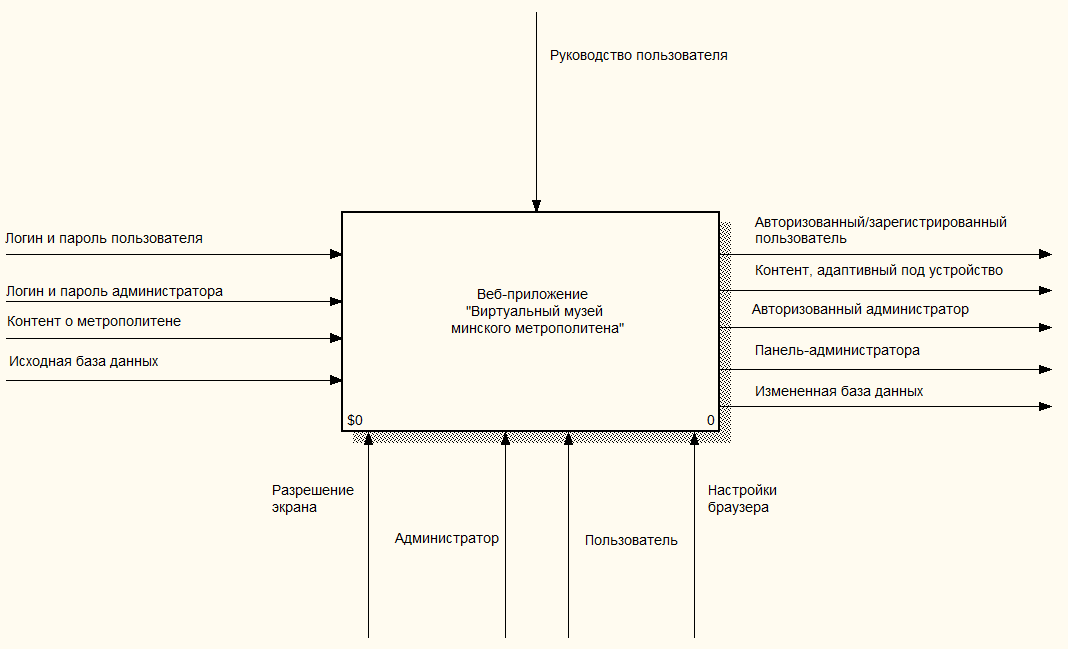 Руководство пользователя
Логин и пароль пользователя
Логин и пароль администратора
Контент о метрополитене
Исходная база данных
Веб-приложение
"Виртуальный музей
минского метрополитена"
$0
0
Авторизованный/зарегистрированный
пользователь
Контент, адаптивный под устройство
Авторизованный администратор
Панель-администратора
Измененная база данных
Разрешение
экрана
Администратор
Пользователь
Настройки
браузера